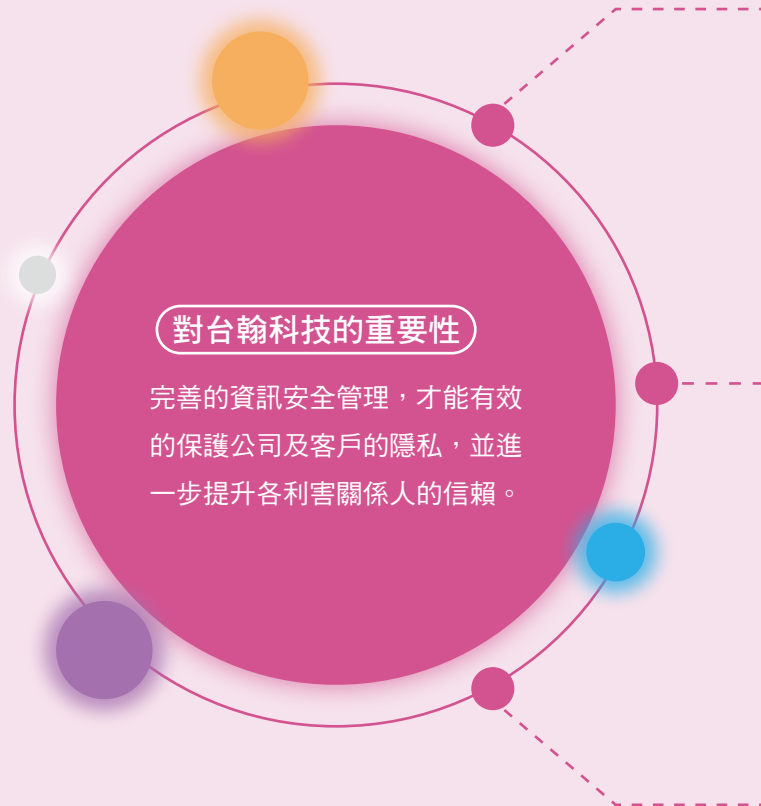 對台翰科技的重要性
完善的資訊安全管理，才能有效
的保護公司及客戶的隱私，並進
一步提升各利害關係人的信賴。